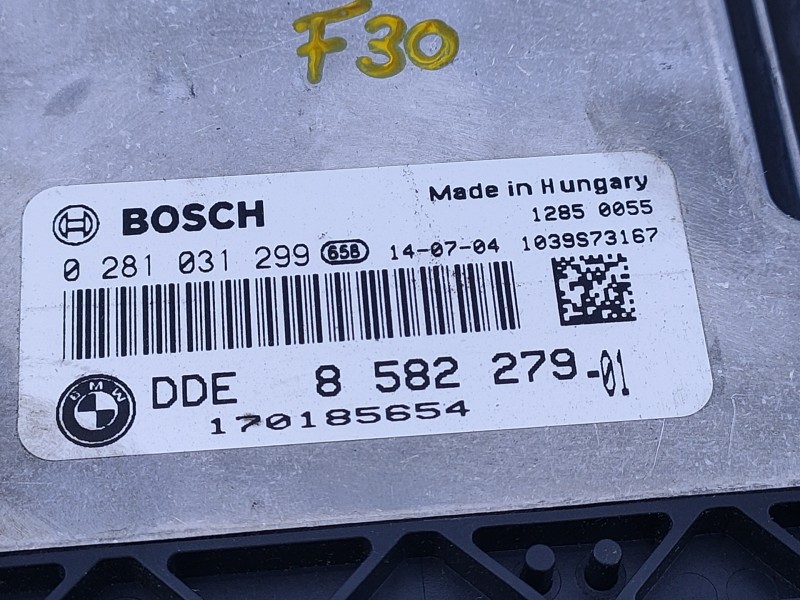 F30
Made in Hungary
BOSCH
1285 0055
0 281 031 299 658 14-07-04 1039S73167
BMW
DDE 8 582 279-01
170185654